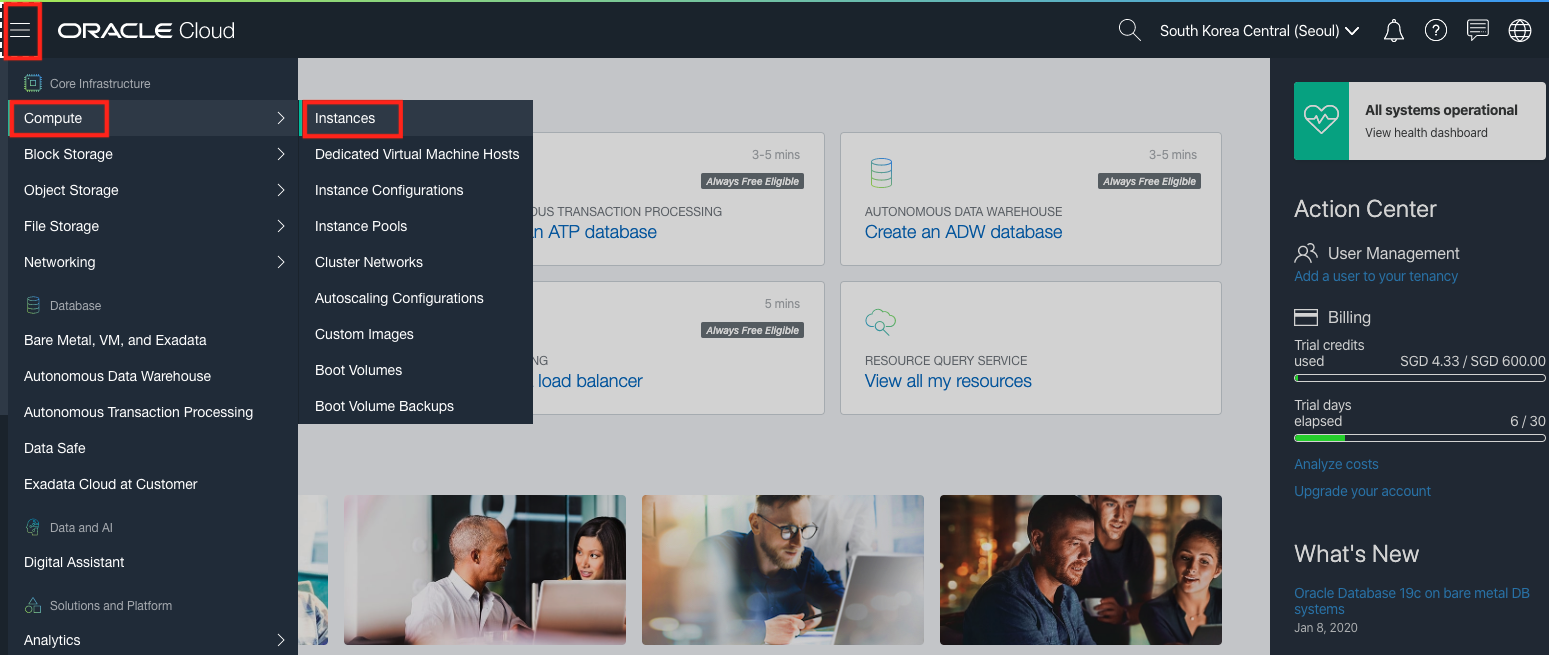 ORACLE Cloud
South Korea Central (Seoul)
Core Infrastructure
Compute
Block Storage
Object Storage
File Storage
Networking
Database
Bare Metal, VM, and Exadata
Autonomous Data Warehouse
Autonomous Transaction Processing
Data Safe
Exadata Cloud at Customer
Data and AI
Digital Assistant
Solutions and Platform
Analytics
Instances
Dedicated Virtual Machine Hosts
Instance Configurations
Instance Pools
Cluster Networks
Autoscaling Configurations
Custom Images
Boot Volumes
Boot Volume Backups
3-5 mins
Always Free Eligible
OUS TRANSACTION PROCESSING
n ATP database
3-5 mins
Always Free Eligible
AUTONOMOUS DATA WAREHOUSE
Create an ADW database
5 mins
Always Free Eligible
NG
load balancer
RESOURCE QUERY SERVICE
View all my resources
All systems operational
View health dashboard
Action Center
User Management
Add a user to your tenancy
Billing
Trial credits
used SGD 4.33 / SGD 600.00
Trial days
elapsed 6 / 30
Analyze costs
Upgrade your account
What's New
Oracle Database 19c on bare metal DB
systems
Jan 8, 2020